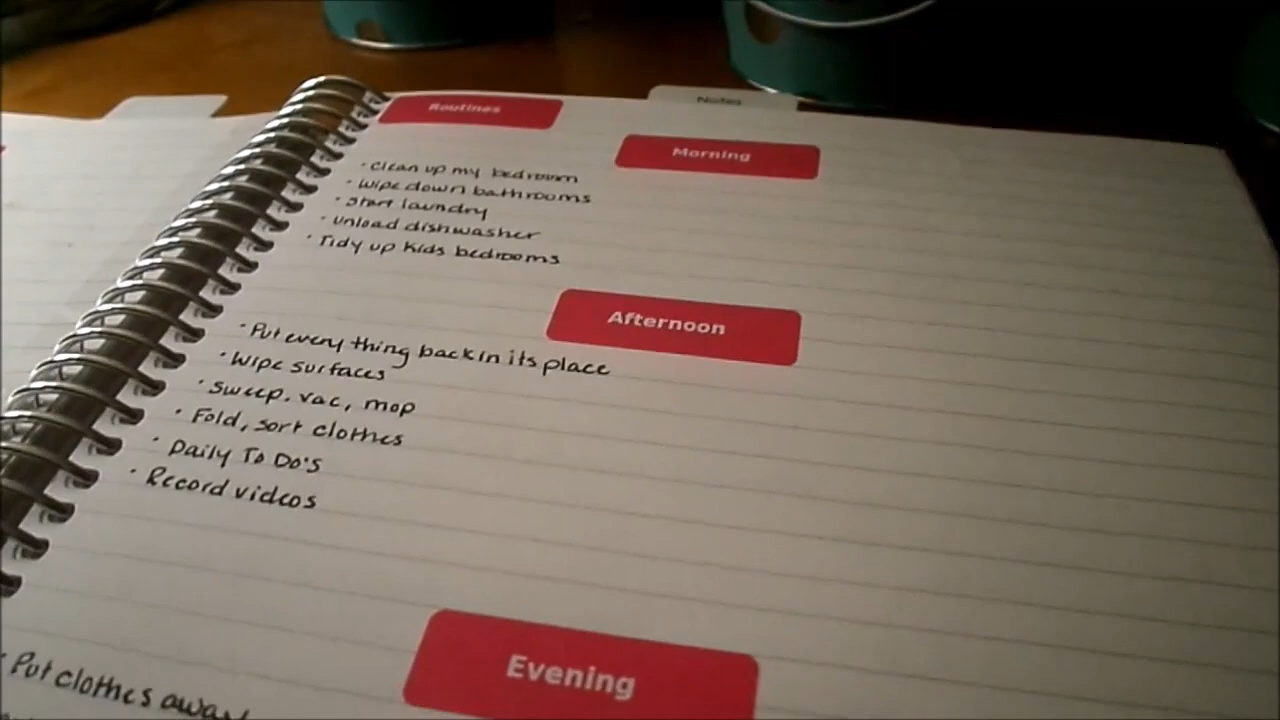 Notes
Routines
Morning
· Clean up my bedroom
· Wipe down bathrooms
· Start laundry
· Unload dishwasher
· Tidy up kids bedrooms
Afternoon
· Put every thing back in its place
· Wipe surfaces
· Sweep, vac, mop
· Fold, sort clothes
· Daily To Do's
· Record videos
Evening
· Put clothes away